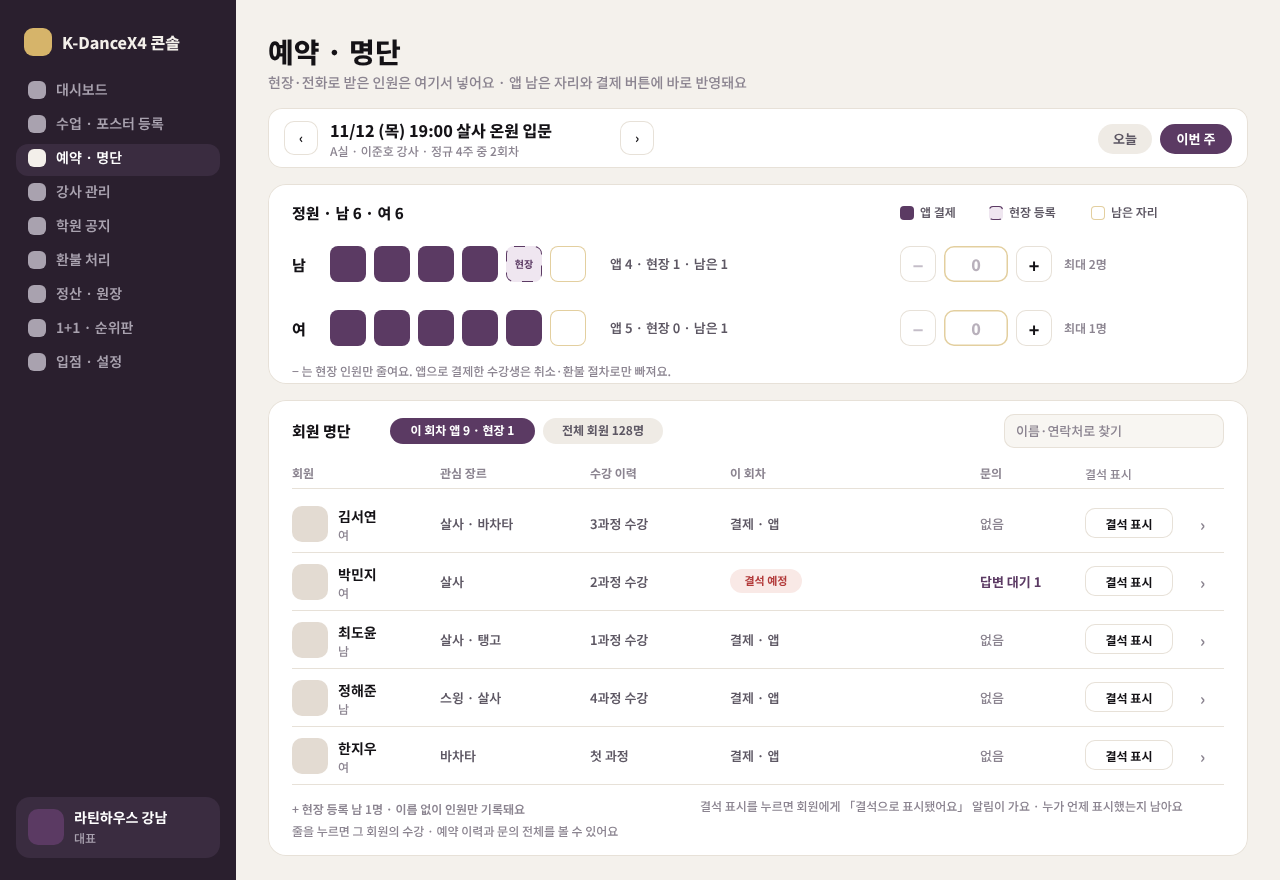 K-DanceX4 콘솔
대시보드
수업 · 포스터 등록
예약 · 명단
강사 관리
학원 공지
환불 처리
정산 · 원장
1+1 · 순위판
입점 · 설정
라틴하우스 강남
대표
예약 · 명단
현장·전화로 받은 인원은 여기서 넣어요 · 앱 남은 자리와 결제 버튼에 바로 반영돼요
‹ 11/12 (목) 19:00 살사 온원 입문 › 오늘 이번 주
A실 · 이준호 강사 · 정규 4주 중 2회차
정원 · 남 6 · 여 6 앱 결제 현장 등록 남은 자리
남 현장 앱 4 · 현장 1 · 남은 1 − 0 + 최대 2명
여 앱 5 · 현장 0 · 남은 1 − 0 + 최대 1명
− 는 현장 인원만 줄여요. 앱으로 결제한 수강생은 취소·환불 절차로만 빠져요.
회원 명단 이 회차 앱 9 · 현장 1 전체 회원 128명 이름·연락처로 찾기
회원 관심 장르 수강 이력 이 회차 문의 결석 표시
김서연 살사 · 바차타 3과정 수강 결제 · 앱 없음 결석 표시 ›
여
박민지 살사 2과정 수강 결석 예정 답변 대기 1 결석 표시 ›
여
최도윤 살사 · 탱고 1과정 수강 결제 · 앱 없음 결석 표시 ›
남
정해준 스윙 · 살사 4과정 수강 결제 · 앱 없음 결석 표시 ›
남
한지우 바차타 첫 과정 결제 · 앱 없음 결석 표시 ›
여
+ 현장 등록 남 1명 · 이름 없이 인원만 기록돼요 결석 표시를 누르면 회원에게 「결석으로 표시됐어요」 알림이 가요 · 누가 언제 표시했는지 남아요
줄을 누르면 그 회원의 수강 · 예약 이력과 문의 전체를 볼 수 있어요